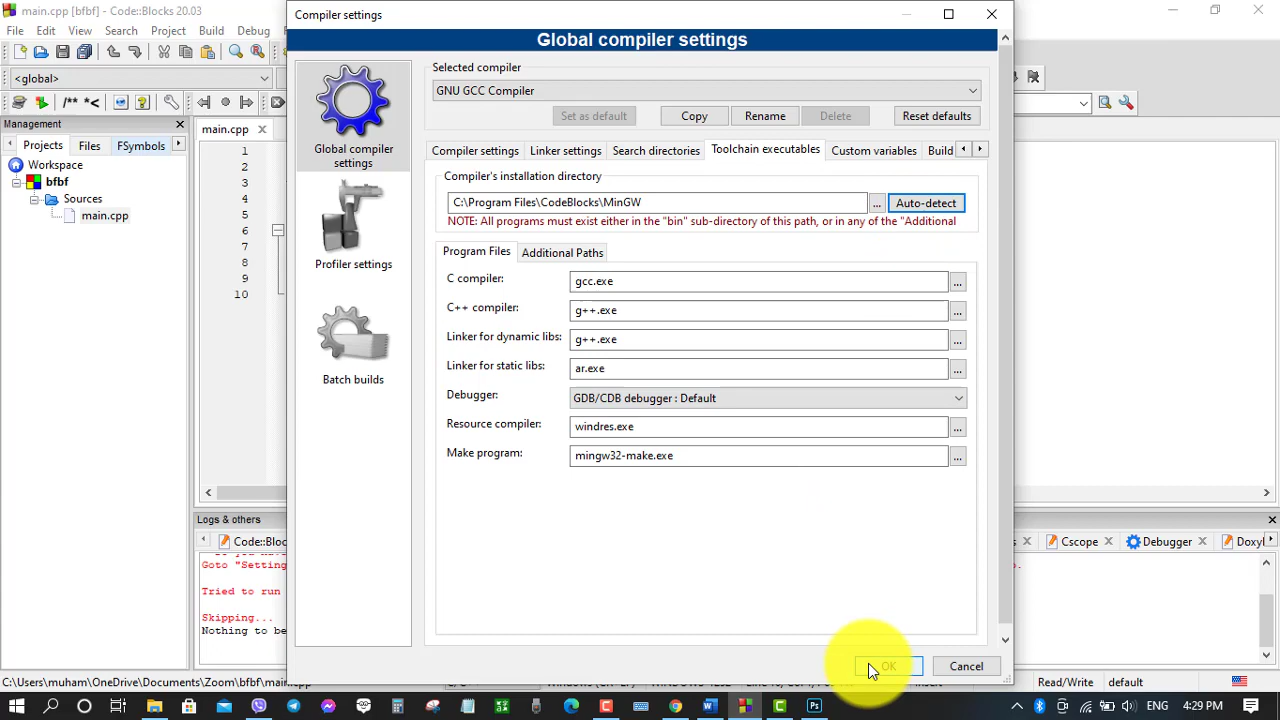 main.cpp [bfbf] - Code::Blocks 20.03
File Edit View Search Project Build Debug
<global>
/** *<
Management
Projects Files FSymbols
Workspace
bfbf
Sources
main.cpp
main.cpp
1
2
3
4
5
6
7
8
9
10
Compiler settings
Global compiler settings
Global compiler
settings
Profiler settings
Batch builds
Selected compiler
GNU GCC Compiler
Set as default Copy Rename Delete Reset defaults
Compiler settings Linker settings Search directories Toolchain executables Custom variables Build
Compiler's installation directory
C:\Program Files\CodeBlocks\MinGW ... Auto-detect
NOTE: All programs must exist either in the "bin" sub-directory of this path, or in any of the "Additional
Program Files Additional Paths
C compiler: gcc.exe ...
C++ compiler: g++.exe ...
Linker for dynamic libs: g++.exe ...
Linker for static libs: ar.exe ...
Debugger: GDB/CDB debugger : Default
Resource compiler: windres.exe ...
Make program: mingw32-make.exe ...
OK Cancel
Logs & others
Code::Bloc
Cscope Debugger Doxyl
Goto "Setting
Tried to run
Skipping...
Nothing to be
C:\Users\muham\OneDrive\Documents\Zoom\bfbf\main.cpp
Read/Write default
4:29 PM